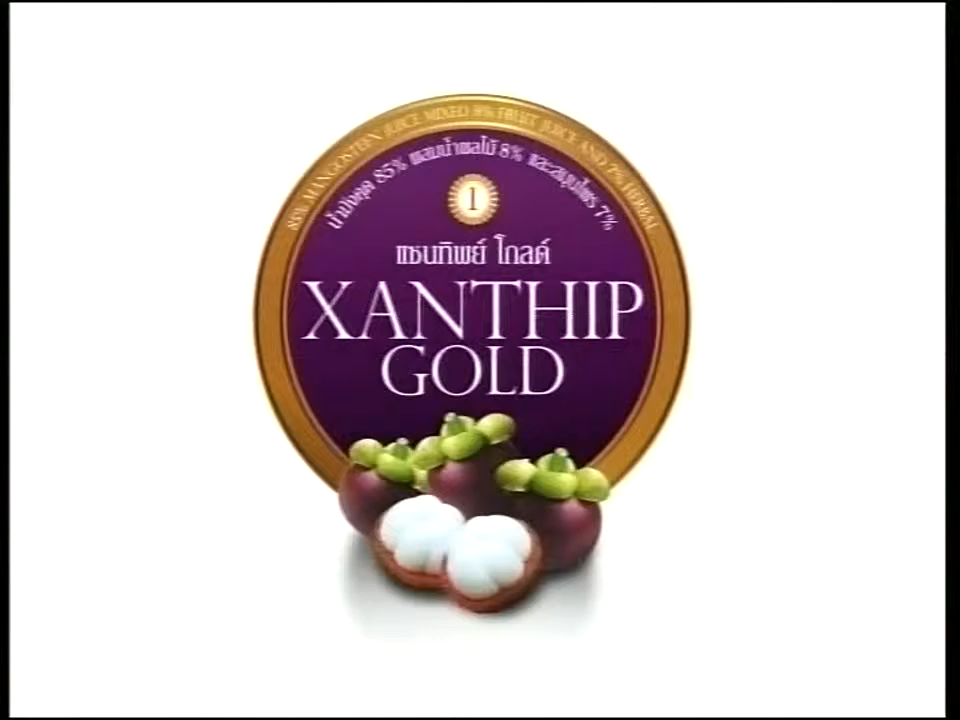 85% MANGOSTEEN JUICE MIXED 8% FRUIT JUICE AND 7% HERBAL
น้ำมังคุด 85% ผสมน้ำผลไม้ 8% และสมุนไพร 7%
1
แซนทิพย์ โกลด์
XANTHIP
GOLD